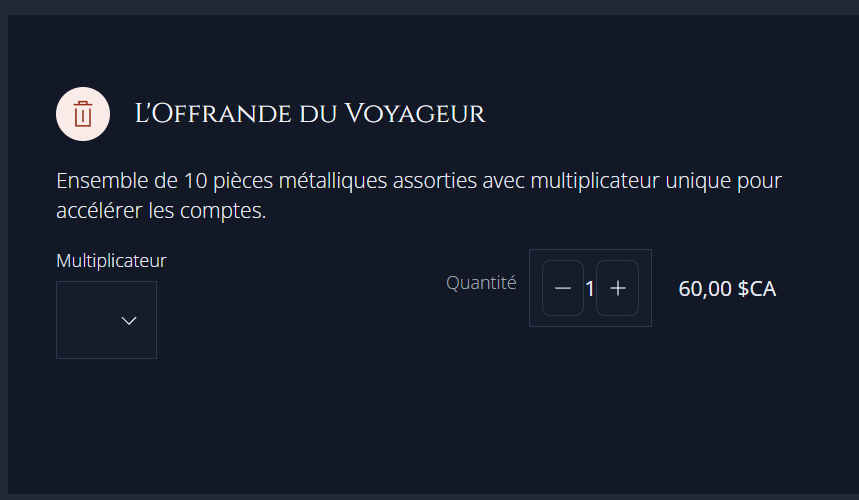 L'Offrande du Voyageur
Ensemble de 10 pièces métalliques assorties avec multiplicateur unique pour
accélérer les comptes.
Multiplicateur
Quantité
1
60,00 $CA